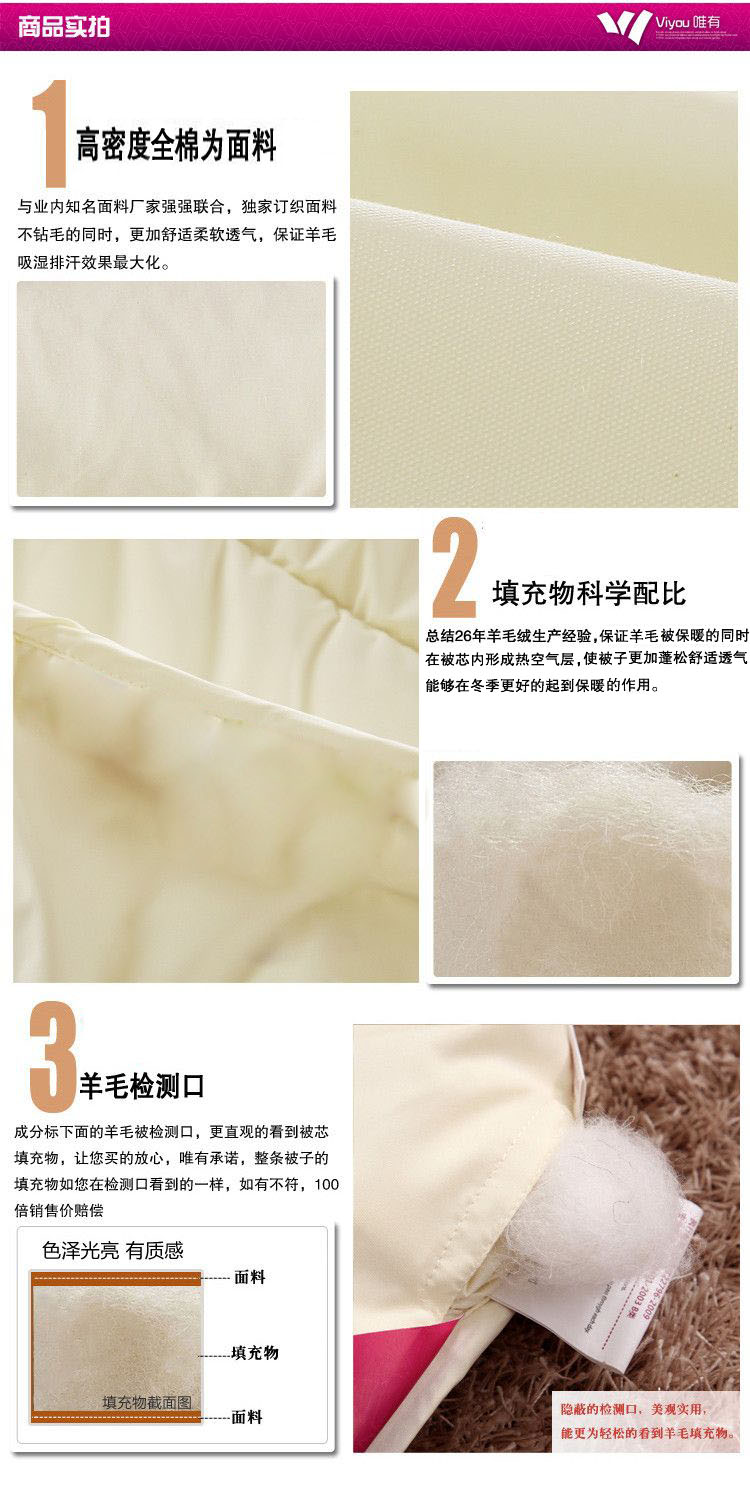 商品实拍
Viyou 唯有
1
高密度全棉为面料
与业内知名面料厂家强强联合，独家订织面料
不钻毛的同时，更加舒适柔软透气，保证羊毛
吸湿排汗效果最大化。
2
填充物科学配比
总结26年羊毛绒生产经验,保证羊毛被保暖的同时
在被芯内形成热空气层,使被子更加蓬松舒适透气
能够在冬季更好的起到保暖的作用。
3
羊毛检测口
成分标下面的羊毛被检测口，更直观的看到被芯
填充物，让您买的放心，唯有承诺，整条被子的
填充物如您在检测口看到的一样，如有不符，100
倍销售价赔偿
色泽光亮 有质感
面料
填充物
填充物截面图
面料
22796-2009
隐蔽的检测口，美观实用，
能更为轻松的看到羊毛填充物。